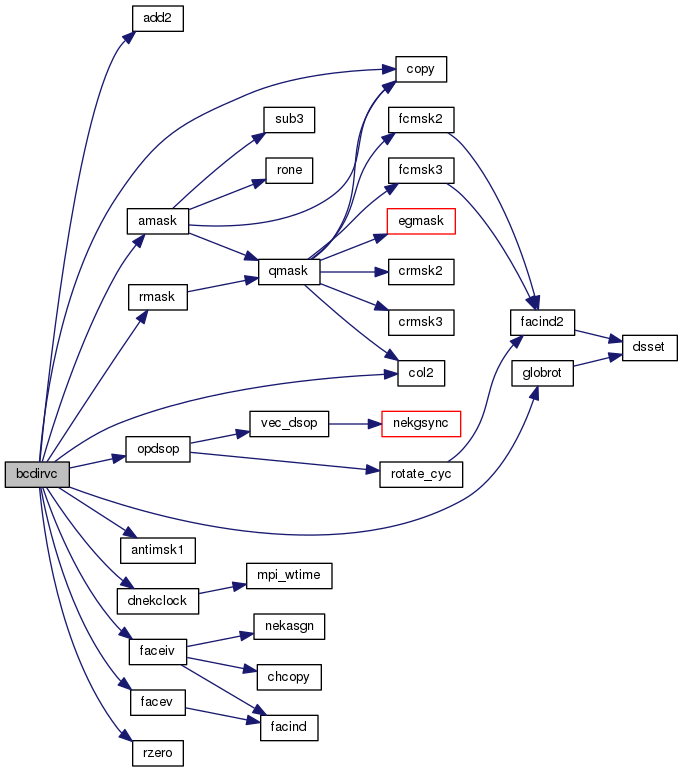 add2
copy
sub3
fcmsk2
rone
fcmsk3
amask
egmask
qmask
crmsk2
rmask
crmsk3
facind2
dsset
col2
globrot
vec_dsop
nekgsync
opdsop
bcdirvc
rotate_cyc
antimsk1
mpi_wtime
dnekclock
nekasgn
faceiv
chcopy
facev
facind
rzero